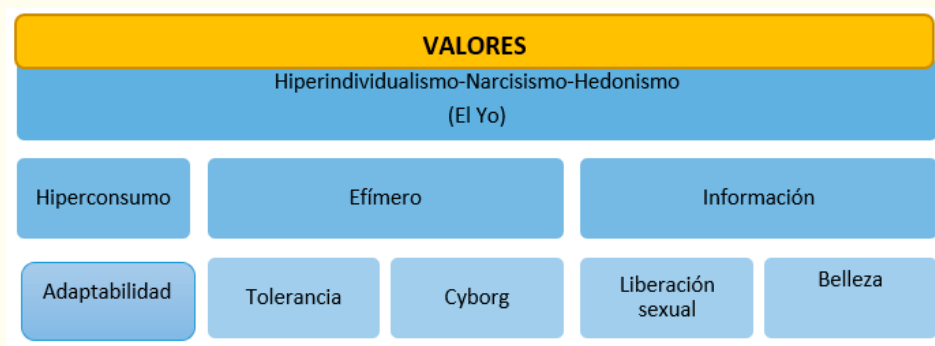 VALORES
Hiperindividualismo-Narcisismo-Hedonismo
(El Yo)
Hiperconsumo
Efímero
Información
Adaptabilidad
Tolerancia
Cyborg
Liberación
sexual
Belleza